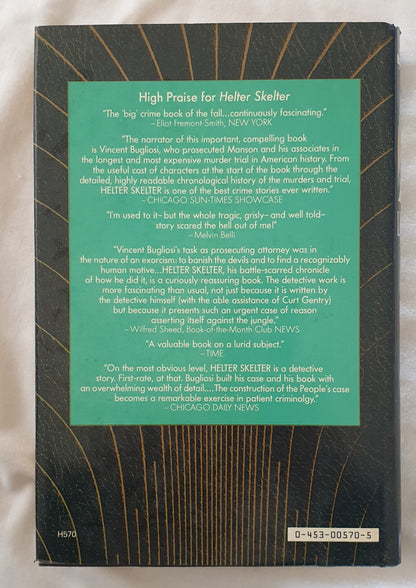 High Praise for Helter Skelter
"The 'big' crime book of the fall...continuously fascinating."
–Eliot Fremont-Smith, NEW YORK
"The narrator of this important, compelling book
is Vincent Bugliosi, who prosecuted Manson and his associates in
the longest and most expensive murder trial in American history. From
the useful cast of characters at the start of the book through the
detailed, highly readable chronological history of the murders and trial,
HELTER SKELTER is one of the best crime stories ever written."
–CHICAGO SUN-TIMES SHOWCASE
"I'm used to it–but the whole tragic, grisly–and well told–
story scared the hell out of me!"
–Melvin Belli
"Vincent Bugliosi's task as prosecuting attorney was in
the nature of an exorcism: to banish the devils and to find a recognizably
human motive...HELTER SKELTER, his battle-scarred chronicle
of how he did it, is a curiously reassuring book. The detective work is
more fascinating than usual, not just because it is written by
the detective himself (with the able assistance of Curt Gentry)
but because it presents such an urgent case of reason
asserting itself against the jungle."
–Wilfred Sheed, Book-of-the-Month Club NEWS
"A valuable book on a lurid subject."
–TIME
"On the most obvious level, HELTER SKELTER is a detective
story. First-rate, at that. Bugliosi built his case and his book with
an overwhelming wealth of detail....The construction of the People's case
becomes a remarkable exercise in patient criminolgy."
–CHICAGO DAILY NEWS
H570
0-453-00570-5